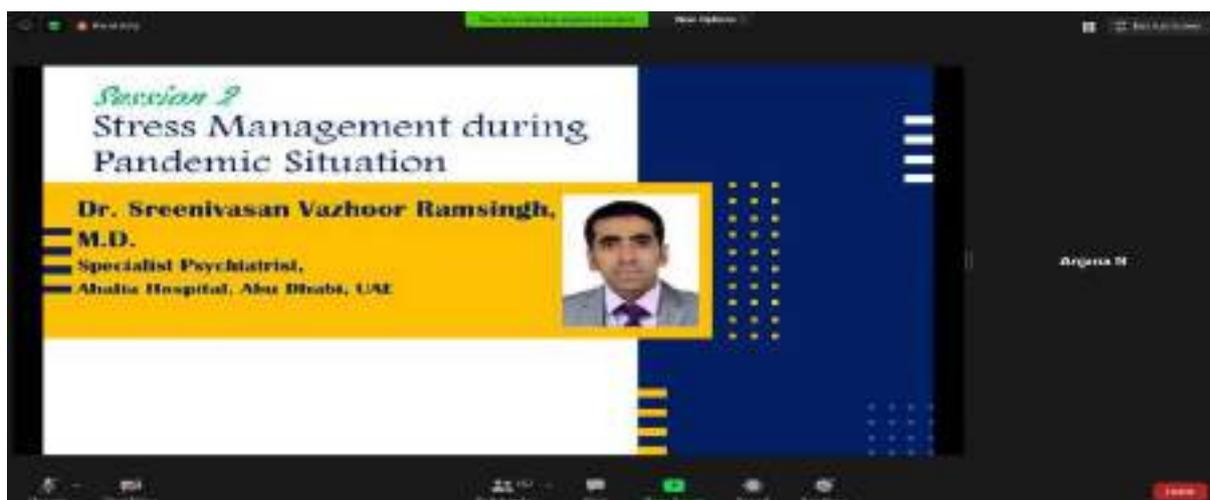 Session 2
Stress Management during
Pandemic Situation
Dr. Sreenivasan Vazhoor Ramsingh,
M.D.
Specialist Psychiatrist,
Ahalia Hospital, Abu Dhabi, UAE
Anjana N